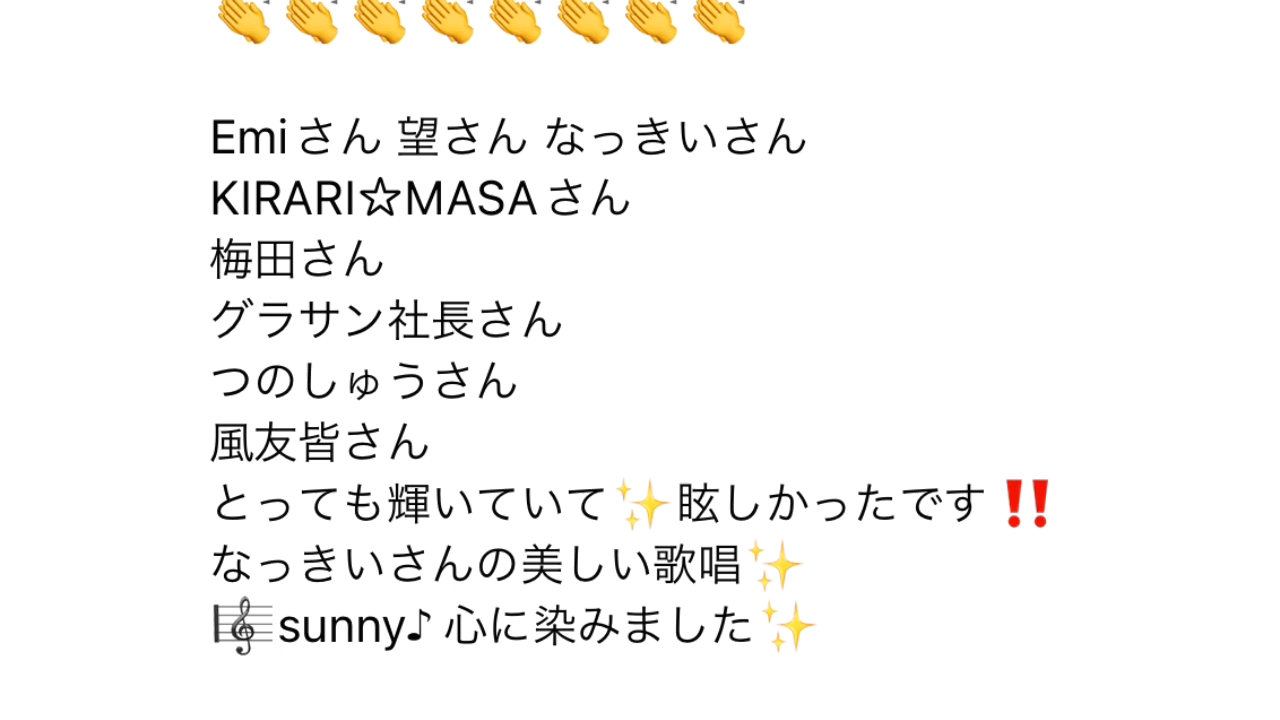 👏👏👏👏👏👏👏👏
Emiさん 望さん なっきいさん
KIRARI☆MASAさん
梅田さん
グラサン社長さん
つのしゅうさん
風友皆さん
とっても輝いていて✨眩しかったです‼️
なっきいさんの美しい歌唱✨
🎼sunny♪心に染みました✨